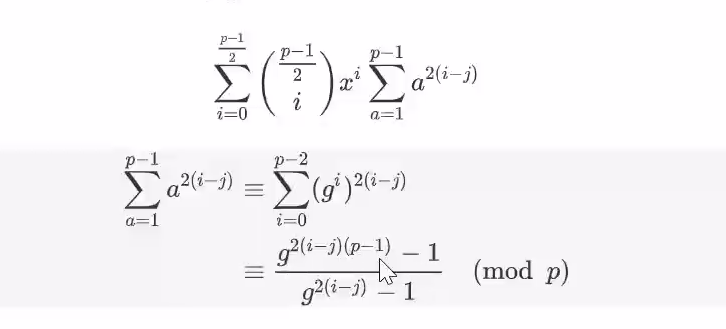 \sum_{i=0}^{\frac{p-1}{2}} \binom{\frac{p-1}{2}}{i} x^i \sum_{a=1}^{p-1} a^{2(i-j)}
\sum_{a=1}^{p-1} a^{2(i-j)} \equiv \sum_{i=0}^{p-2} (g^i)^{2(i-j)}
\equiv \frac{g^{2(i-j)(p-1)} - 1}{g^{2(i-j)} - 1} \pmod{p}